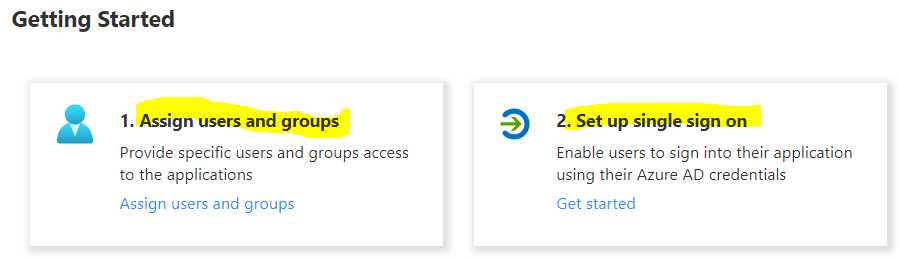 Getting Started
1. Assign users and groups
Provide specific users and groups access
to the applications
Assign users and groups
2. Set up single sign on
Enable users to sign into their application
using their Azure AD credentials
Get started